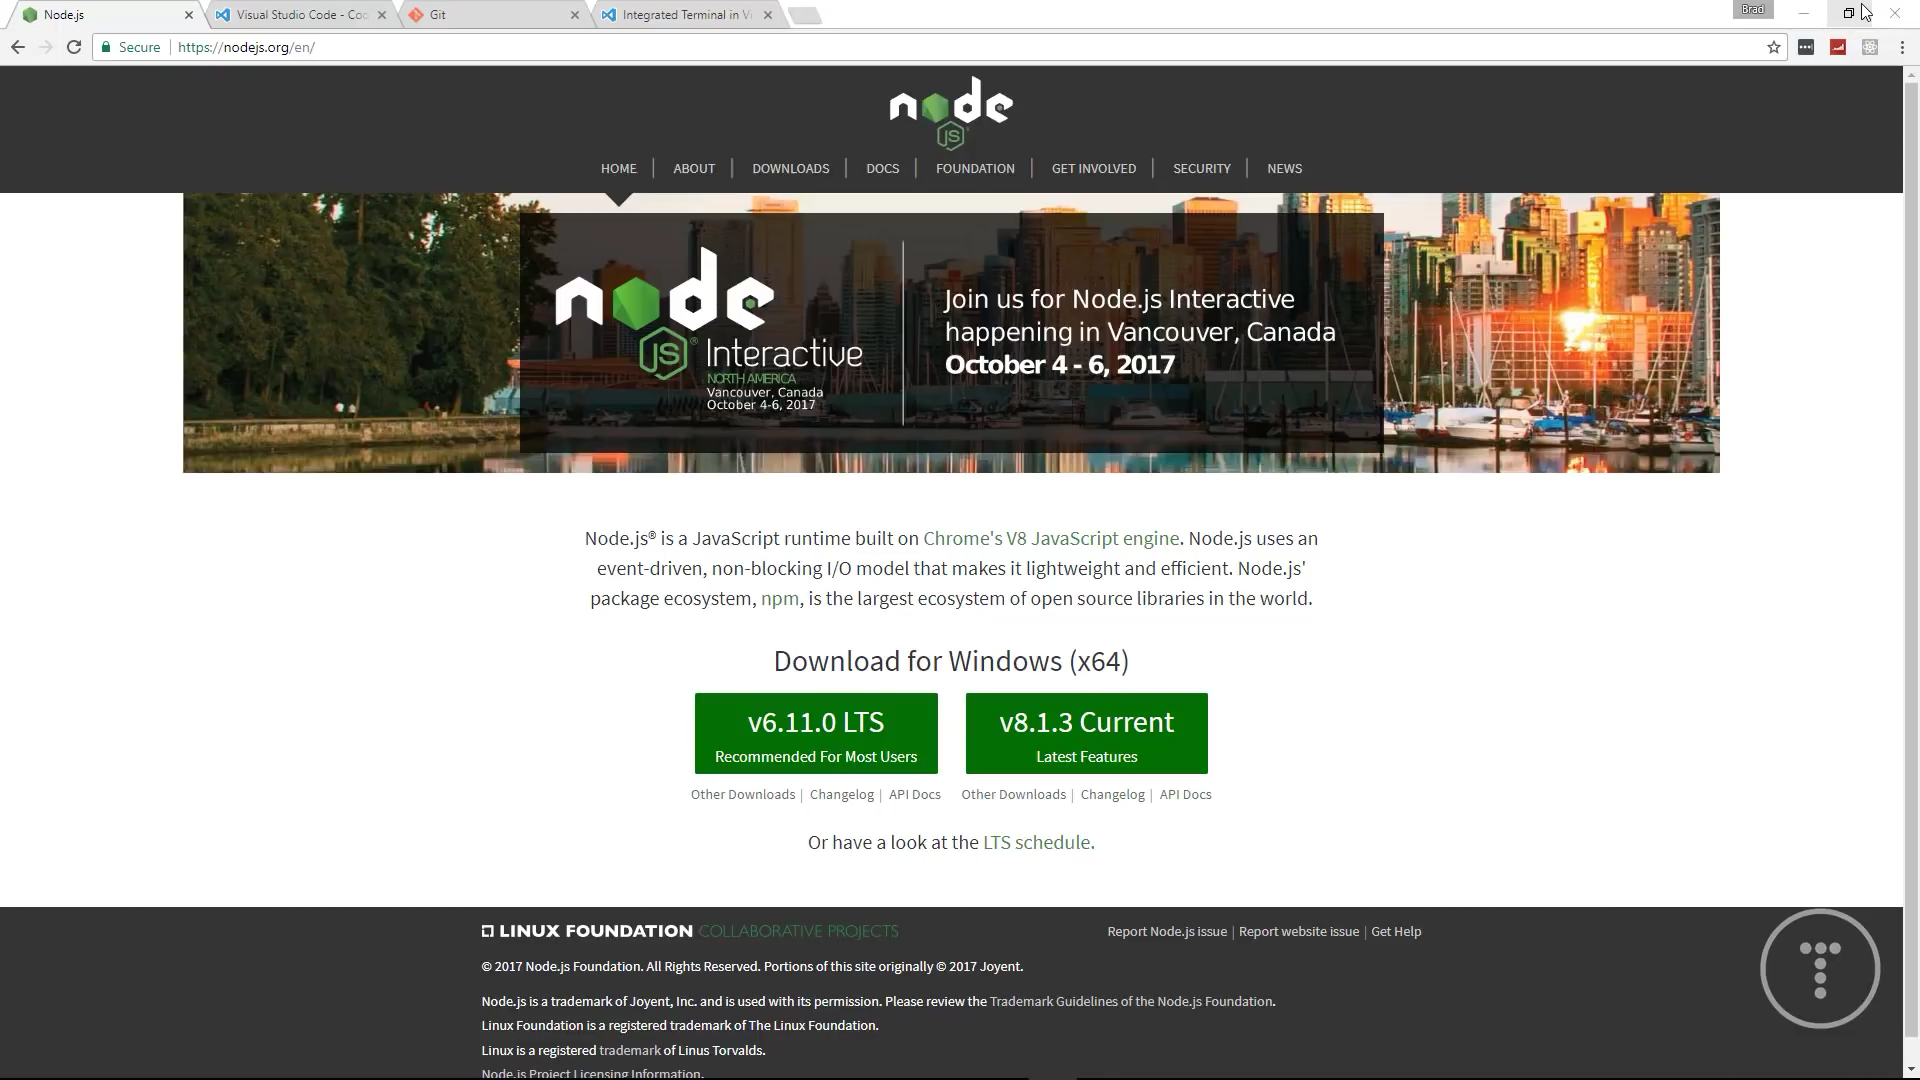 Node.js
Visual Studio Code - Coo
Git
Integrated Terminal in Vi
Brad
Secure
https://nodejs.org/en/
node
JS
HOME
ABOUT
DOWNLOADS
DOCS
FOUNDATION
GET INVOLVED
SECURITY
NEWS
node
JS® Interactive
NORTH AMERICA
Vancouver, Canada
October 4-6, 2017
Join us for Node.js Interactive
happening in Vancouver, Canada
October 4 - 6, 2017
Node.js® is a JavaScript runtime built on Chrome's V8 JavaScript engine. Node.js uses an
event-driven, non-blocking I/O model that makes it lightweight and efficient. Node.js'
package ecosystem, npm, is the largest ecosystem of open source libraries in the world.
Download for Windows (x64)
v6.11.0 LTS
Recommended For Most Users
v8.1.3 Current
Latest Features
Other Downloads | Changelog | API Docs
Other Downloads | Changelog | API Docs
Or have a look at the LTS schedule.
LINUX FOUNDATION COLLABORATIVE PROJECTS
Report Node.js issue | Report website issue | Get Help
© 2017 Node.js Foundation. All Rights Reserved. Portions of this site originally © 2017 Joyent.
Node.js is a trademark of Joyent, Inc. and is used with its permission. Please review the Trademark Guidelines of the Node.js Foundation.
Linux Foundation is a registered trademark of The Linux Foundation.
Linux is a registered trademark of Linus Torvalds.
Node.js Project Licensing Information.
T